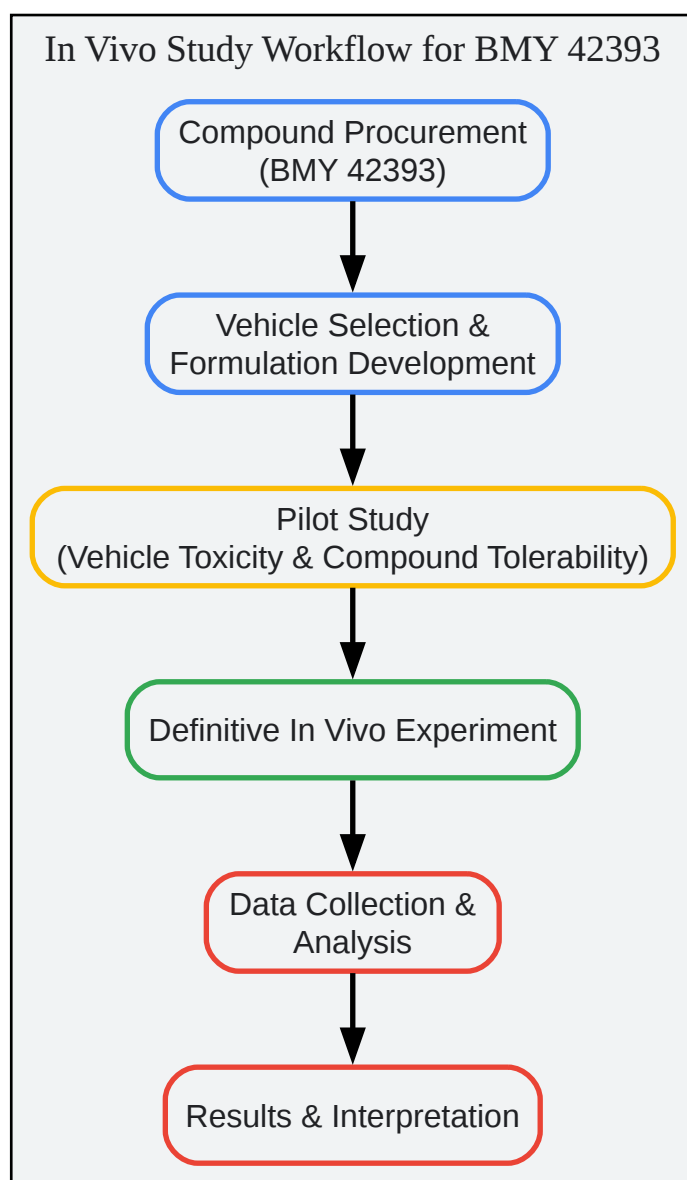 In Vivo Study Workflow for BMY 42393
Compound Procurement
(BMY 42393)
Vehicle Selection &
Formulation Development
Pilot Study
(Vehicle Toxicity & Compound Tolerability)
Definitive In Vivo Experiment
Data Collection &
Analysis
Results & Interpretation